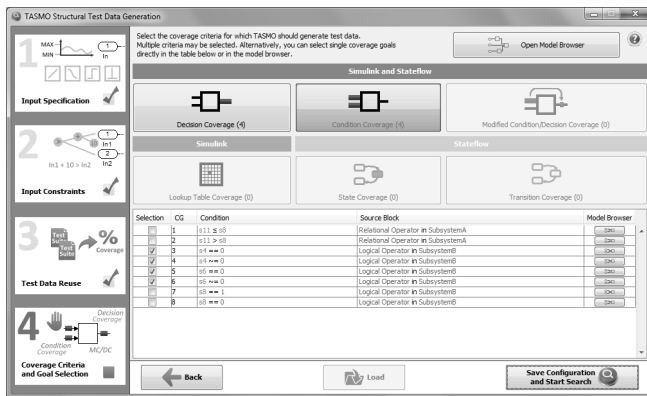 TASMO Structural Test Data Generation
1
MAX
MIN
1
In
Input Specification
2
1
In1
2
In2
In1 + 10 > In2
Input Constraints
3
Test
Suite
Test
Suite
%
Coverage
Test Data Reuse
4
Decision
Coverage
Condition
Coverage
MC/DC
Coverage Criteria
and Goal Selection
Select the coverage criteria for which TASMO should generate test data.
Multiple criteria may be selected. Alternatively, you can select single coverage goals
directly in the table below or in the model browser.
Open Model Browser
?
Simulink and Stateflow
Decision Coverage (4)
Condition Coverage (4)
Modified Condition/Decision Coverage (0)
Simulink
Stateflow
Lookup Table Coverage (0)
State Coverage (0)
Transition Coverage (0)
Selection CG Condition Source Block Model Browser
1 s11 ≤ s8 Relational Operator in SubsystemA
2 s11 > s8 Relational Operator in SubsystemA
3 s4 == 0 Logical Operator in SubsystemB
4 s4 ~= 0 Logical Operator in SubsystemB
5 s6 == 0 Logical Operator in SubsystemB
6 s6 ~= 0 Logical Operator in SubsystemB
7 s8 == 1 Logical Operator in SubsystemB
8 s8 == 0 Logical Operator in SubsystemB
Back
Load
Save Configuration
and Start Search